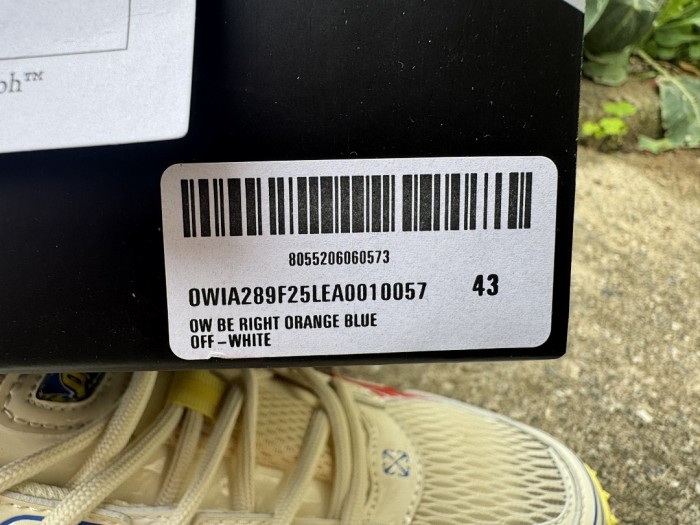 8055206060573
OWIA289F25LEA0010057 43
OW BE RIGHT ORANGE BLUE
OFF-WHITE